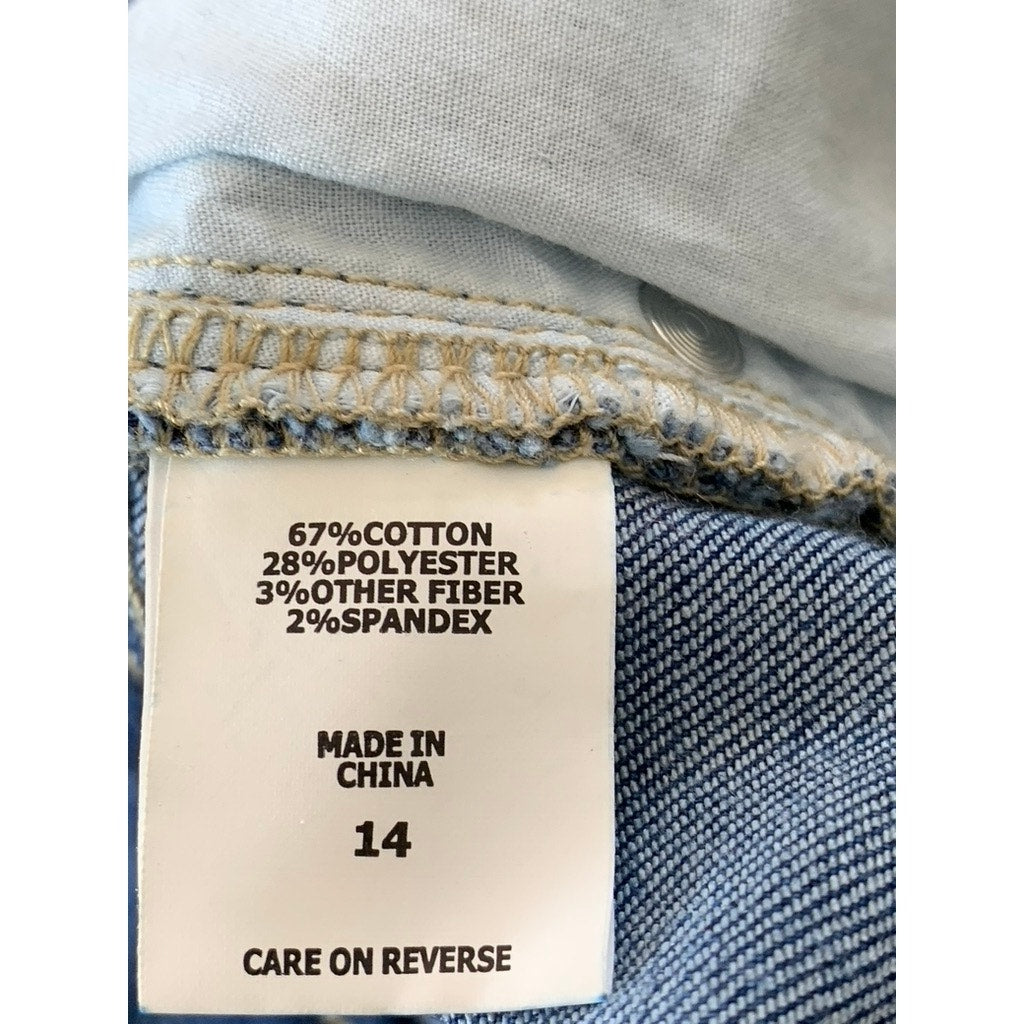 67%COTTON
28%POLYESTER
3%OTHER FIBER
2%SPANDEX
MADE IN
CHINA
14
CARE ON REVERSE